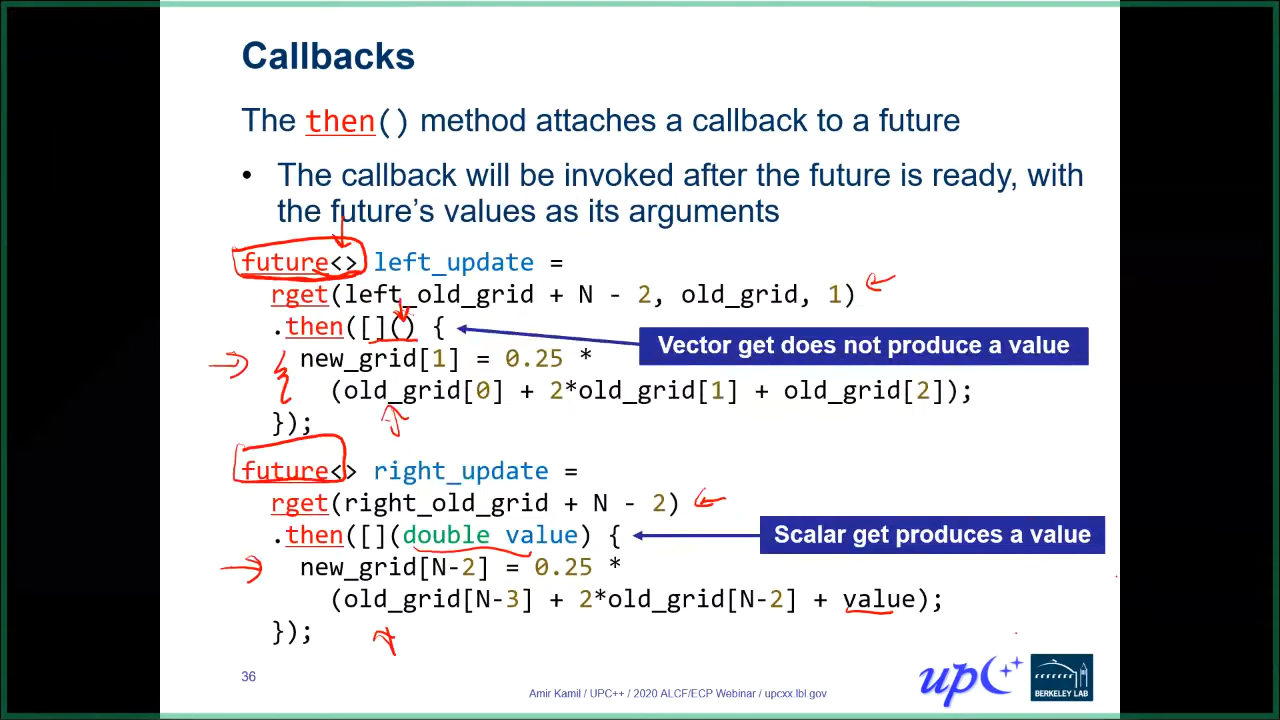 Callbacks
The then() method attaches a callback to a future
• The callback will be invoked after the future is ready, with
the future's values as its arguments
future<> left_update =
rget(left_old_grid + N - 2, old_grid, 1)
.then([]() {
Vector get does not produce a value
new_grid[1] = 0.25 *
(old_grid[0] + 2*old_grid[1] + old_grid[2]);
});
future<> right_update =
rget(right_old_grid + N - 2)
.then([](double value) {
Scalar get produces a value
new_grid[N-2] = 0.25 *
(old_grid[N-3] + 2*old_grid[N-2] + value);
});
36
Amir Kamil / UPC++ / 2020 ALCF/ECP Webinar / upcxx.lbl.gov
upC++
BERKELEY LAB